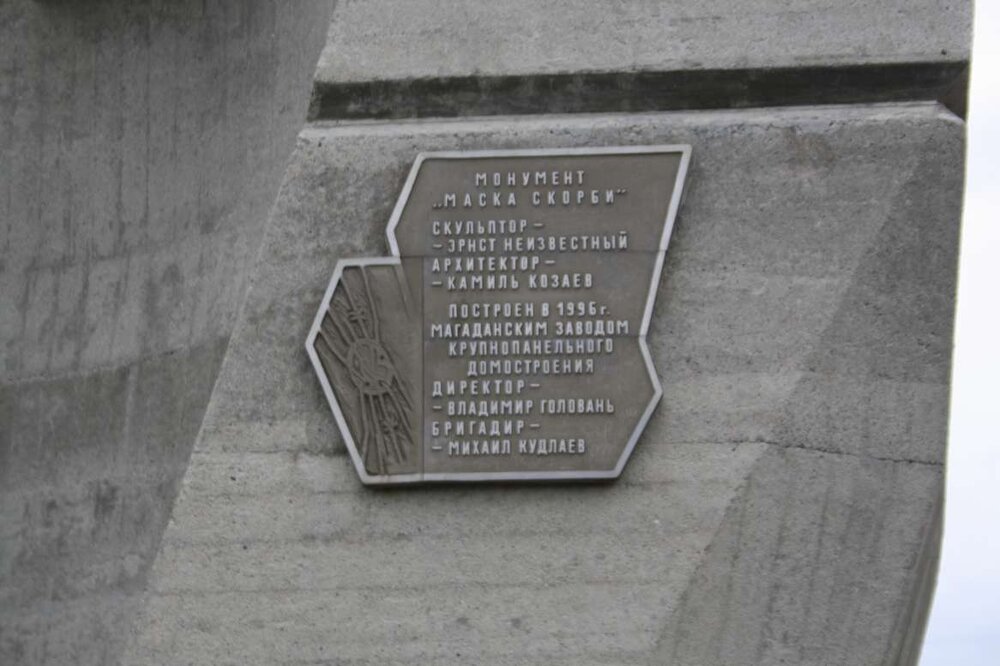 МОНУМЕНТ
„МАСКА СКОРБИ"
СКУЛЬПТОР –
– ЭРНСТ НЕИЗВЕСТНЫЙ
АРХИТЕКТОР –
– КАМИЛЬ КОЗАЕВ
ПОСТРОЕН В 1996г.
МАГАДАНСКИМ ЗАВОДОМ
КРУПНОПАНЕЛЬНОГО
ДОМОСТРОЕНИЯ
ДИРЕКТОР –
– ВЛАДИМИР ГОЛОВАНЬ
БРИГАДИР –
– МИХАИЛ КУДЛАЕВ